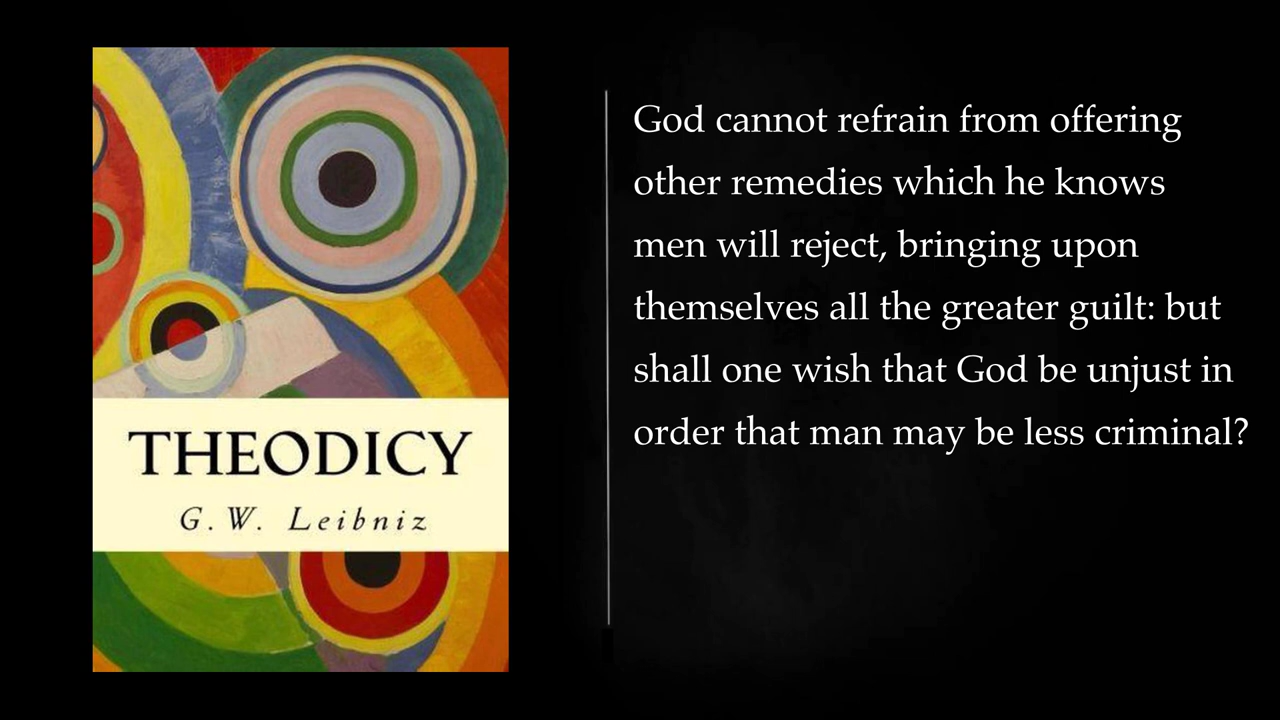 THEODICY
G. W. Leibniz
God cannot refrain from offering
other remedies which he knows
men will reject, bringing upon
themselves all the greater guilt: but
shall one wish that God be unjust in
order that man may be less criminal?